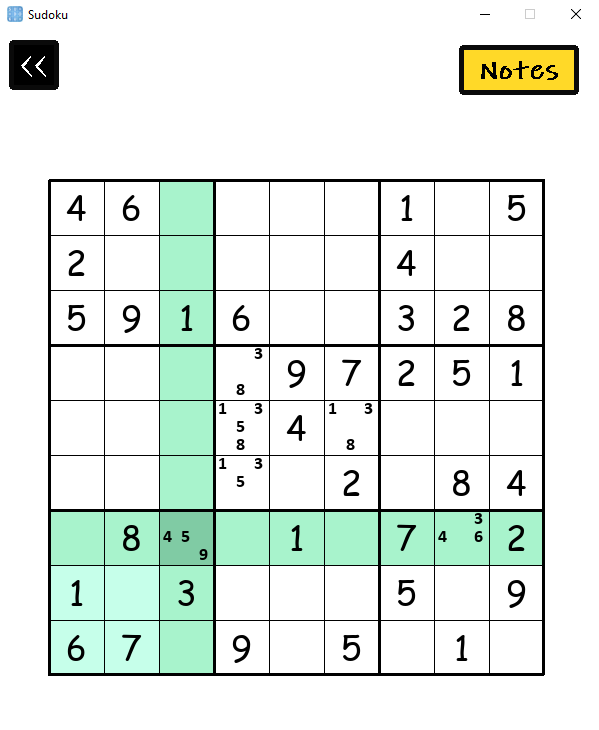 Sudoku
Notes
4 6 1 5
2 4
5 9 1 6 3 2 8
3
8 9 7 2 5 1
1 3 1 3
5 4
8 8
1 3
5 2 8 4
3
8 4 5 1 7 4 6 2
9
1 3 5 9
6 7 9 5 1